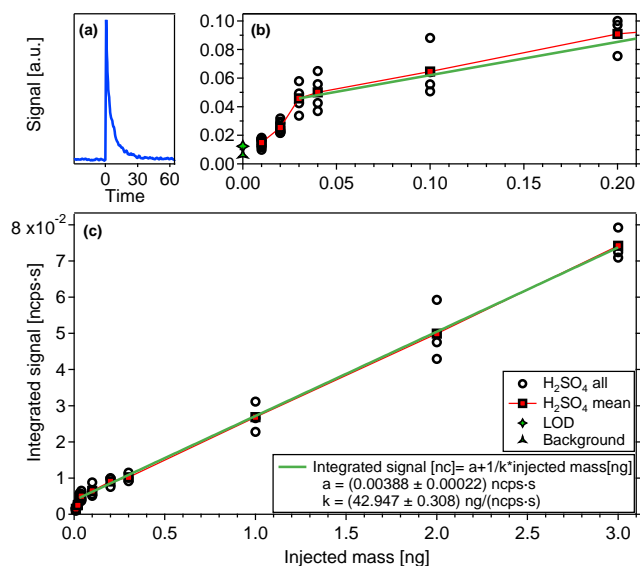 (a)
Signal [a.u.]
0 30 60
Time
(b)
0.10
0.08
0.06
0.04
0.02
0.00
0.00 0.05 0.10 0.15 0.20
(c)
8 x10⁻²
7
6
5
4
3
2
1
0
Integrated signal [ncps·s]
0.0 0.5 1.0 1.5 2.0 2.5 3.0
Injected mass [ng]
H₂SO₄ all
H₂SO₄ mean
LOD
Background
Integrated signal [nc]= a+1/k*injected mass[ng]
a = (0.00388 ± 0.00022) ncps·s
k = (42.947 ± 0.308) ng/(ncps·s)